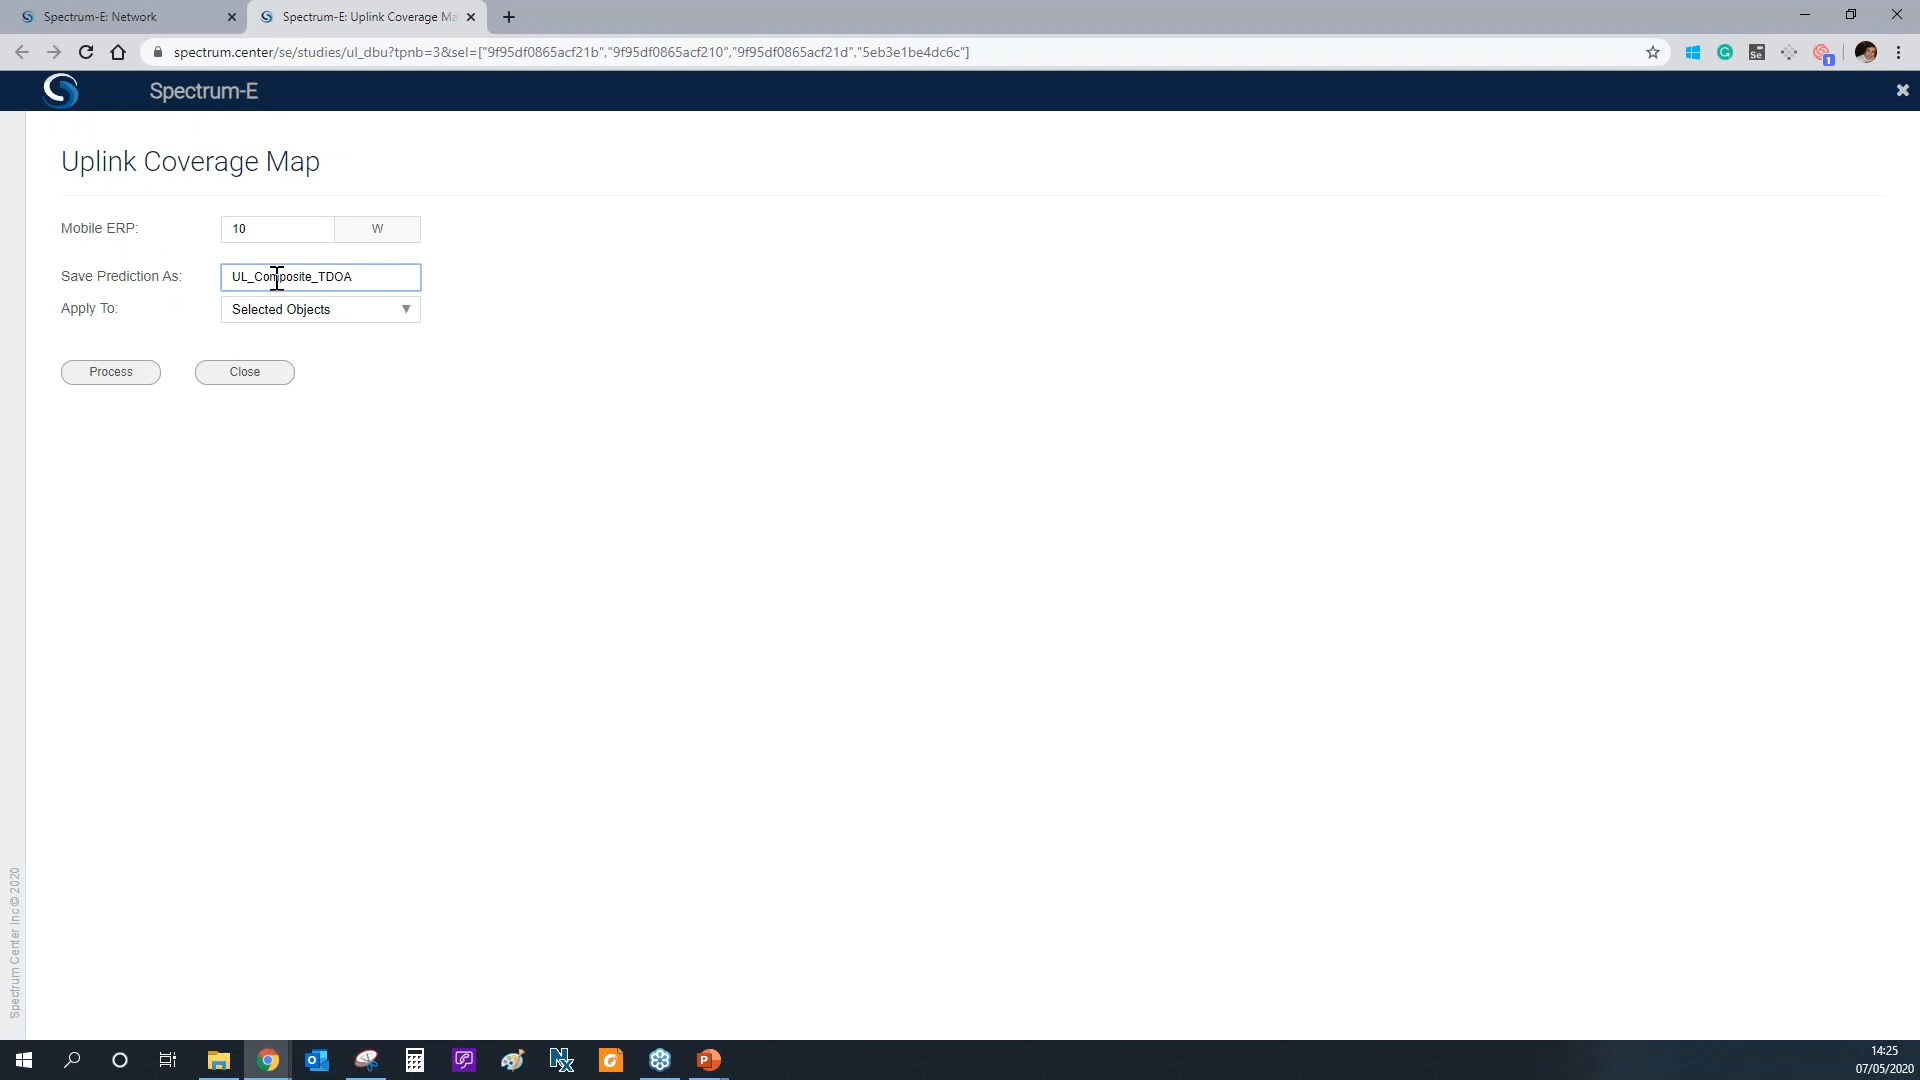 Spectrum-E: Network
Spectrum-E: Uplink Coverage Ma
spectrum.center/se/studies/ul_dbu?tpnb=3&sel=["9f95df0865acf21b","9f95df0865acf210","9f95df0865acf21d","5eb3e1be4dc6c"]
Se
1
Spectrum-E
Uplink Coverage Map
Mobile ERP:
10
W
Save Prediction As:
UL_Composite_TDOA
Apply To:
Selected Objects
Process
Close
Spectrum Center Inc © 2020
14:25
07/05/2020